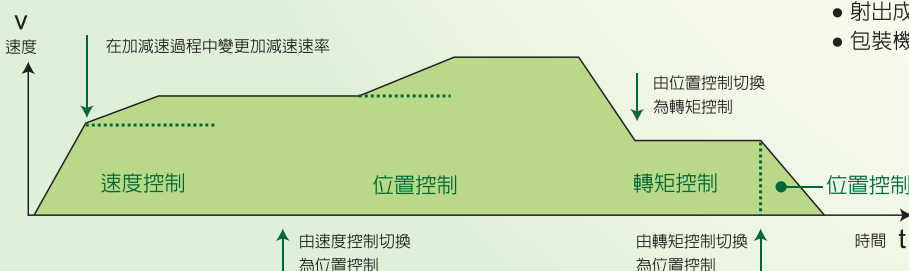 V
速度
在加減速過程中變更加減速速率
● 射出成
● 包裝機
由位置控制切換
為轉矩控制
速度控制
位置控制
轉矩控制
位置控制
由速度控制切換
為位置控制
由轉矩控制切換
為位置控制
時間 t